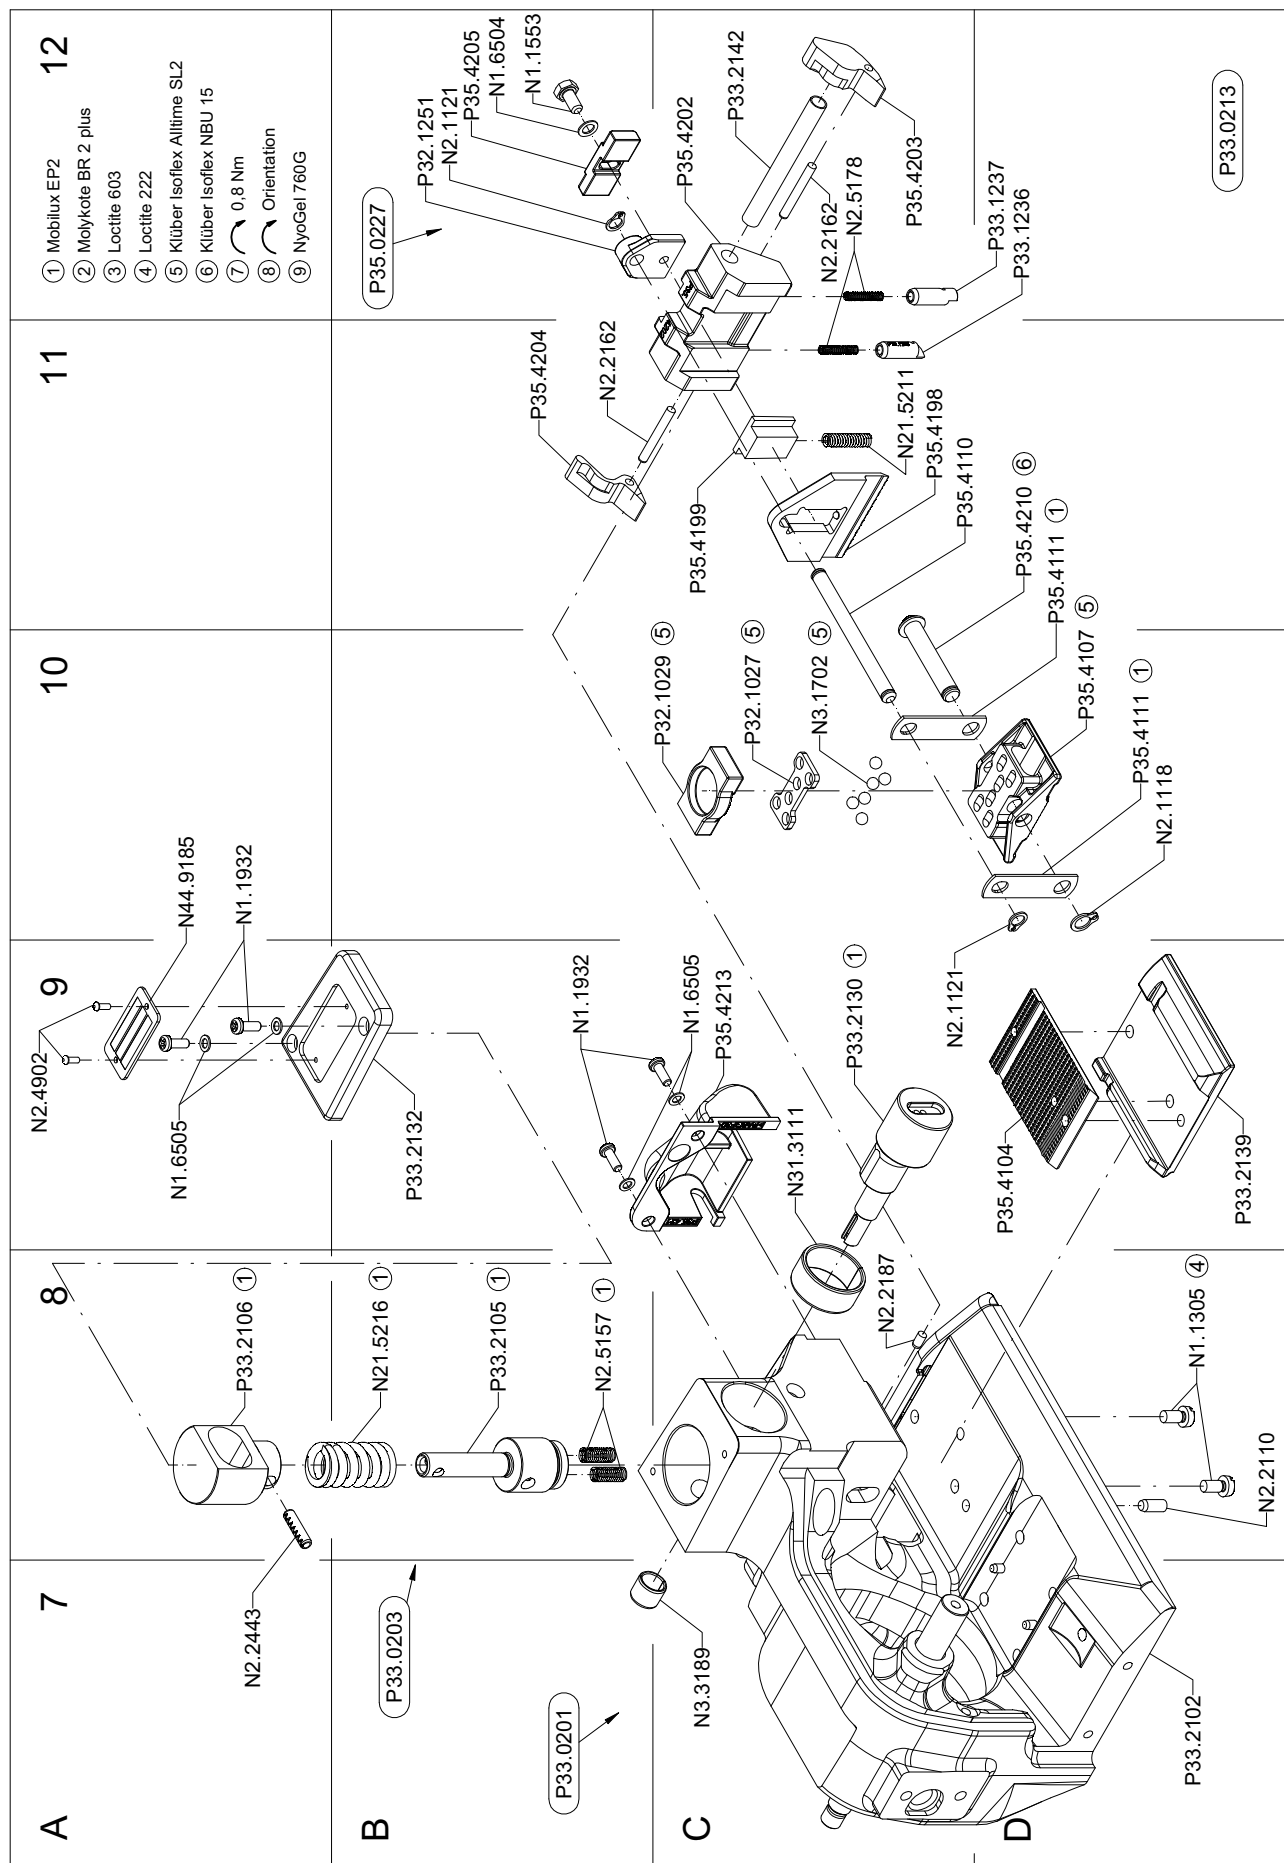 7
8
9
10
11
12
A
B
C
D
① Mobilux EP2
② Molykote BR 2 plus
③ Loctite 603
④ Loctite 222
⑤ Klüber Isoflex Alltime SL2
⑥ Klüber Isoflex NBU 15
⑦ 0,8 Nm
⑧ Orientation
⑨ NyoGel 760G
N2.2443
P33.2106 ①
N21.5216 ①
P33.2105 ①
N2.5157 ①
P33.0203
P33.0201
N3.3189
N2.4902
N44.9185
N1.1932
N1.6505
P33.2132
N1.1932
N1.6505
P35.4213
N31.3111
P33.2130 ①
N2.2187
P35.4104
P33.2139
N1.1305 ④
N2.2110
P33.2102
P32.1029 ⑤
P32.1027 ⑤
N3.1702 ⑤
N2.1121
N2.1118
P35.4111 ①
P35.4107 ⑤
P35.4111 ①
P35.4210 ⑥
P35.4110
P35.4198
N21.5211
P35.4199
P35.4204
N2.2162
P35.0227
P32.1251
N2.1121
P35.4205
N1.6504
N1.1553
P35.4202
P33.2142
P35.4203
N2.2162
N2.5178
P33.1237
P33.1236
P33.0213